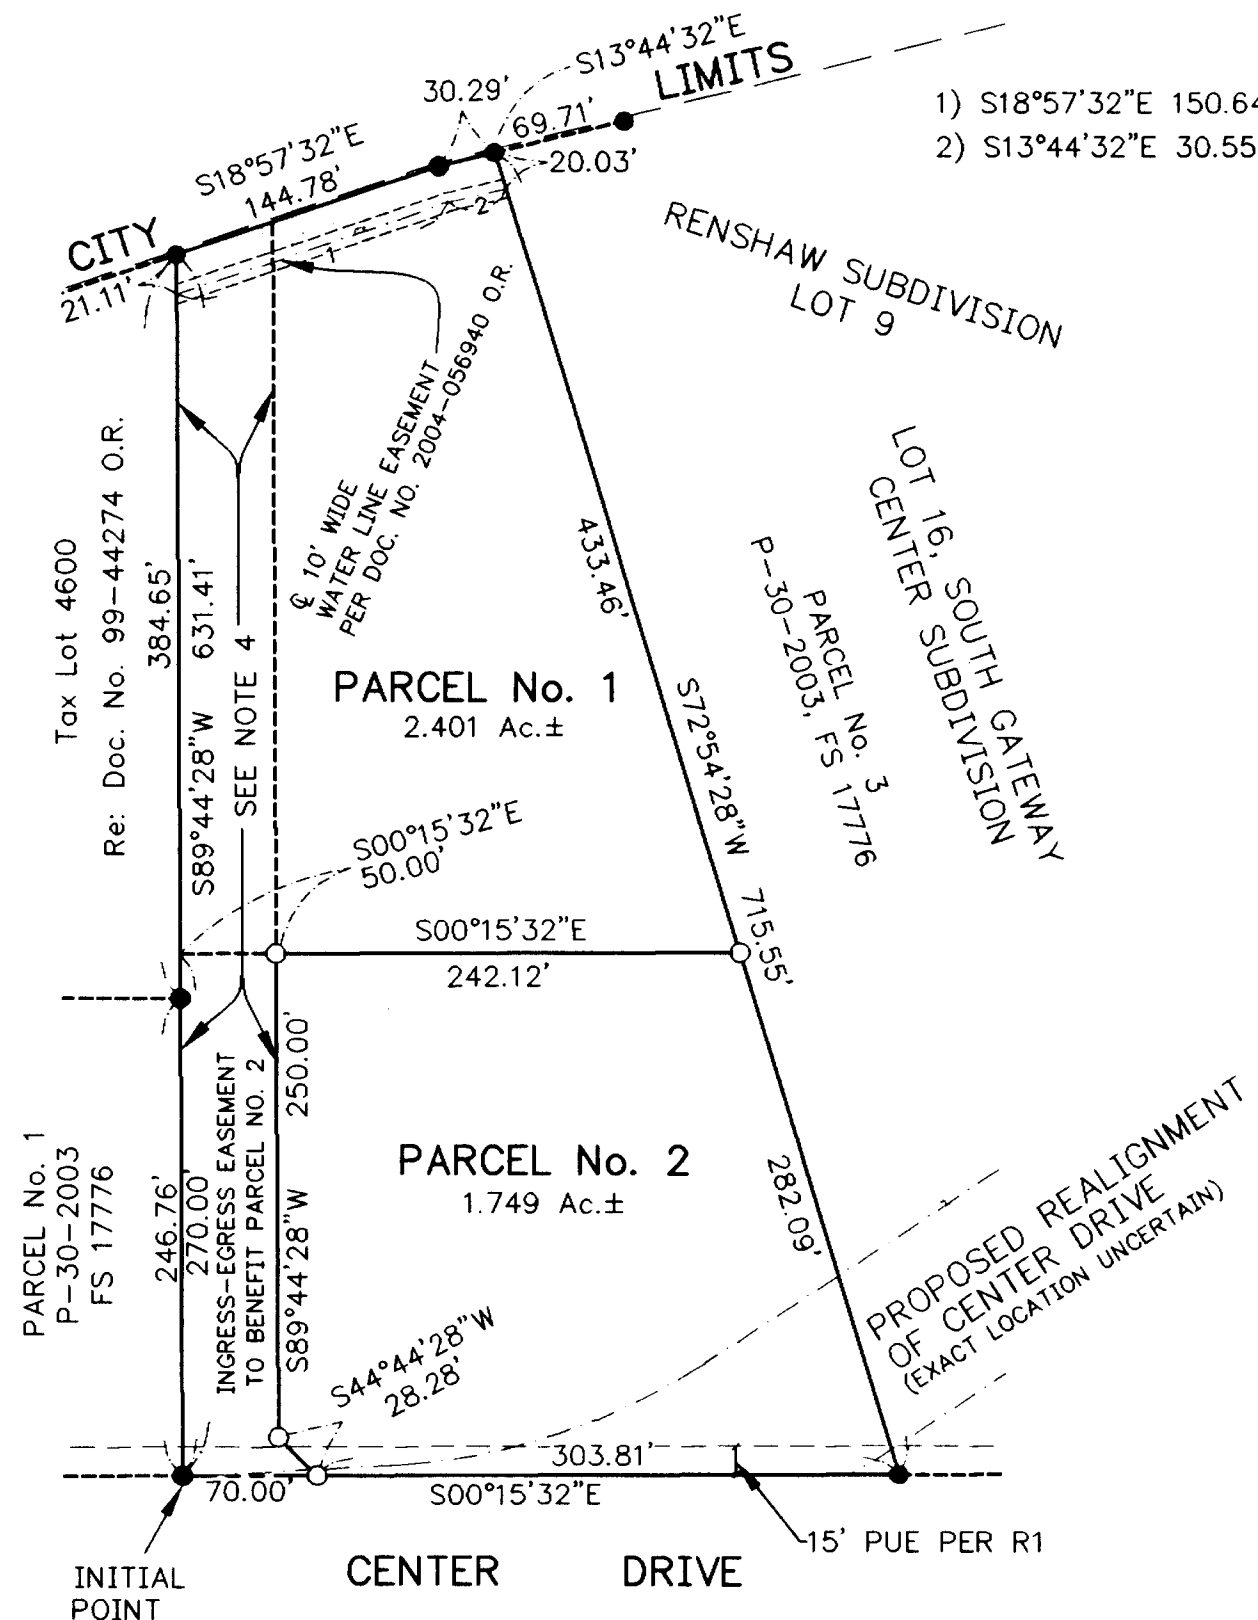 S13°44'32"E
LIMITS
30.29'
69.71'
20.03'
1) S18°57'32"E 150.64
2) S13°44'32"E 30.55
S18°57'32"E
144.78'
CITY
21.11'
2
1
RENSHAW SUBDIVISION
LOT 9
℄ 10' WIDE
WATER LINE EASEMENT
PER DOC. NO. 2004-056940 O.R.
Tax Lot 4600
Re: Doc. No. 99-44274 O.R.
384.65'
S89°44'28"W 631.41'
SEE NOTE 4
433.46'
S72°54'28"W
715.55'
LOT 16, SOUTH GATEWAY
CENTER SUBDIVISION
PARCEL No. 3
P-30-2003, FS 17776
PARCEL No. 1
2.401 Ac.±
S00°15'32"E
50.00'
S00°15'32"E
242.12'
PARCEL No. 1
P-30-2003
FS 17776
246.76'
270.00'
INGRESS-EGRESS EASEMENT
TO BENEFIT PARCEL NO. 2
S89°44'28"W 250.00'
PARCEL No. 2
1.749 Ac.±
282.09'
PROPOSED REALIGNMENT
OF CENTER DRIVE
(EXACT LOCATION UNCERTAIN)
S44°44'28"W
28.28'
303.81'
70.00'
S00°15'32"E
15' PUE PER R1
INITIAL
POINT
CENTER DRIVE